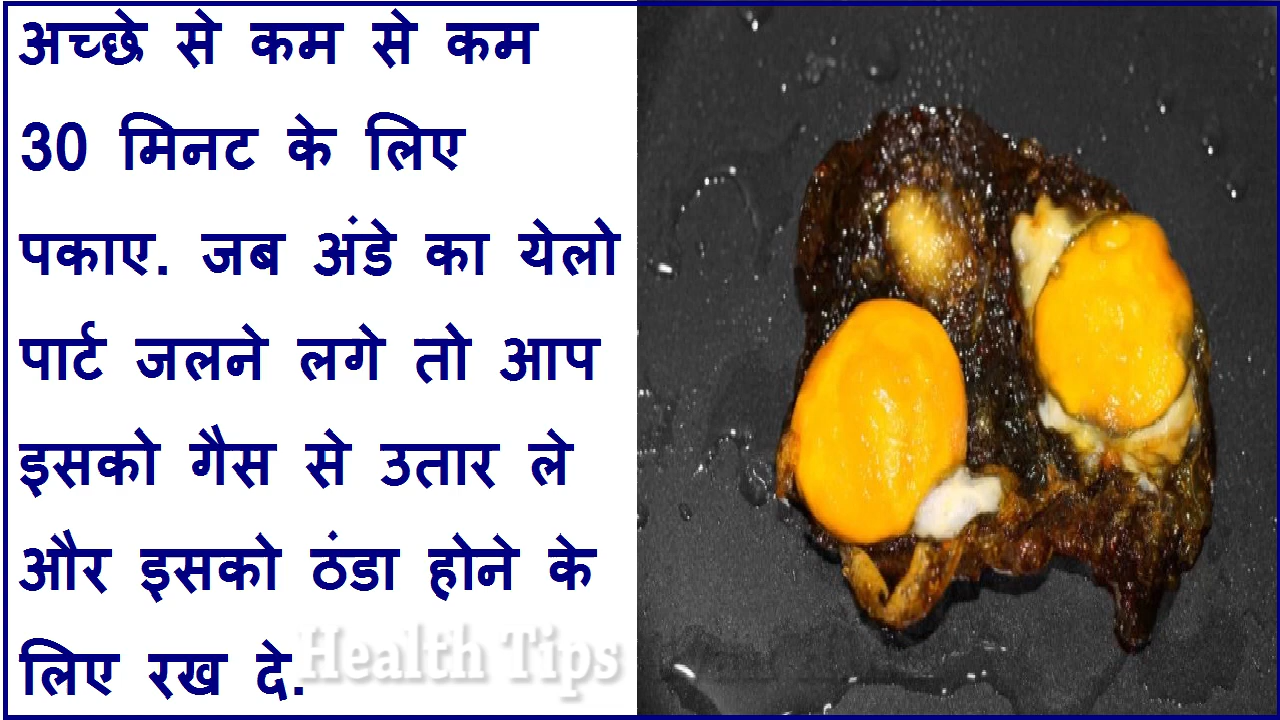 अच्छे से कम से कम
30 मिनट के लिए
पकाए. जब अंडे का येलो
पार्ट जलने लगे तो आप
इसको गैस से उतार ले
और इसको ठंडा होने के
लिए रख दे.
Health Tips